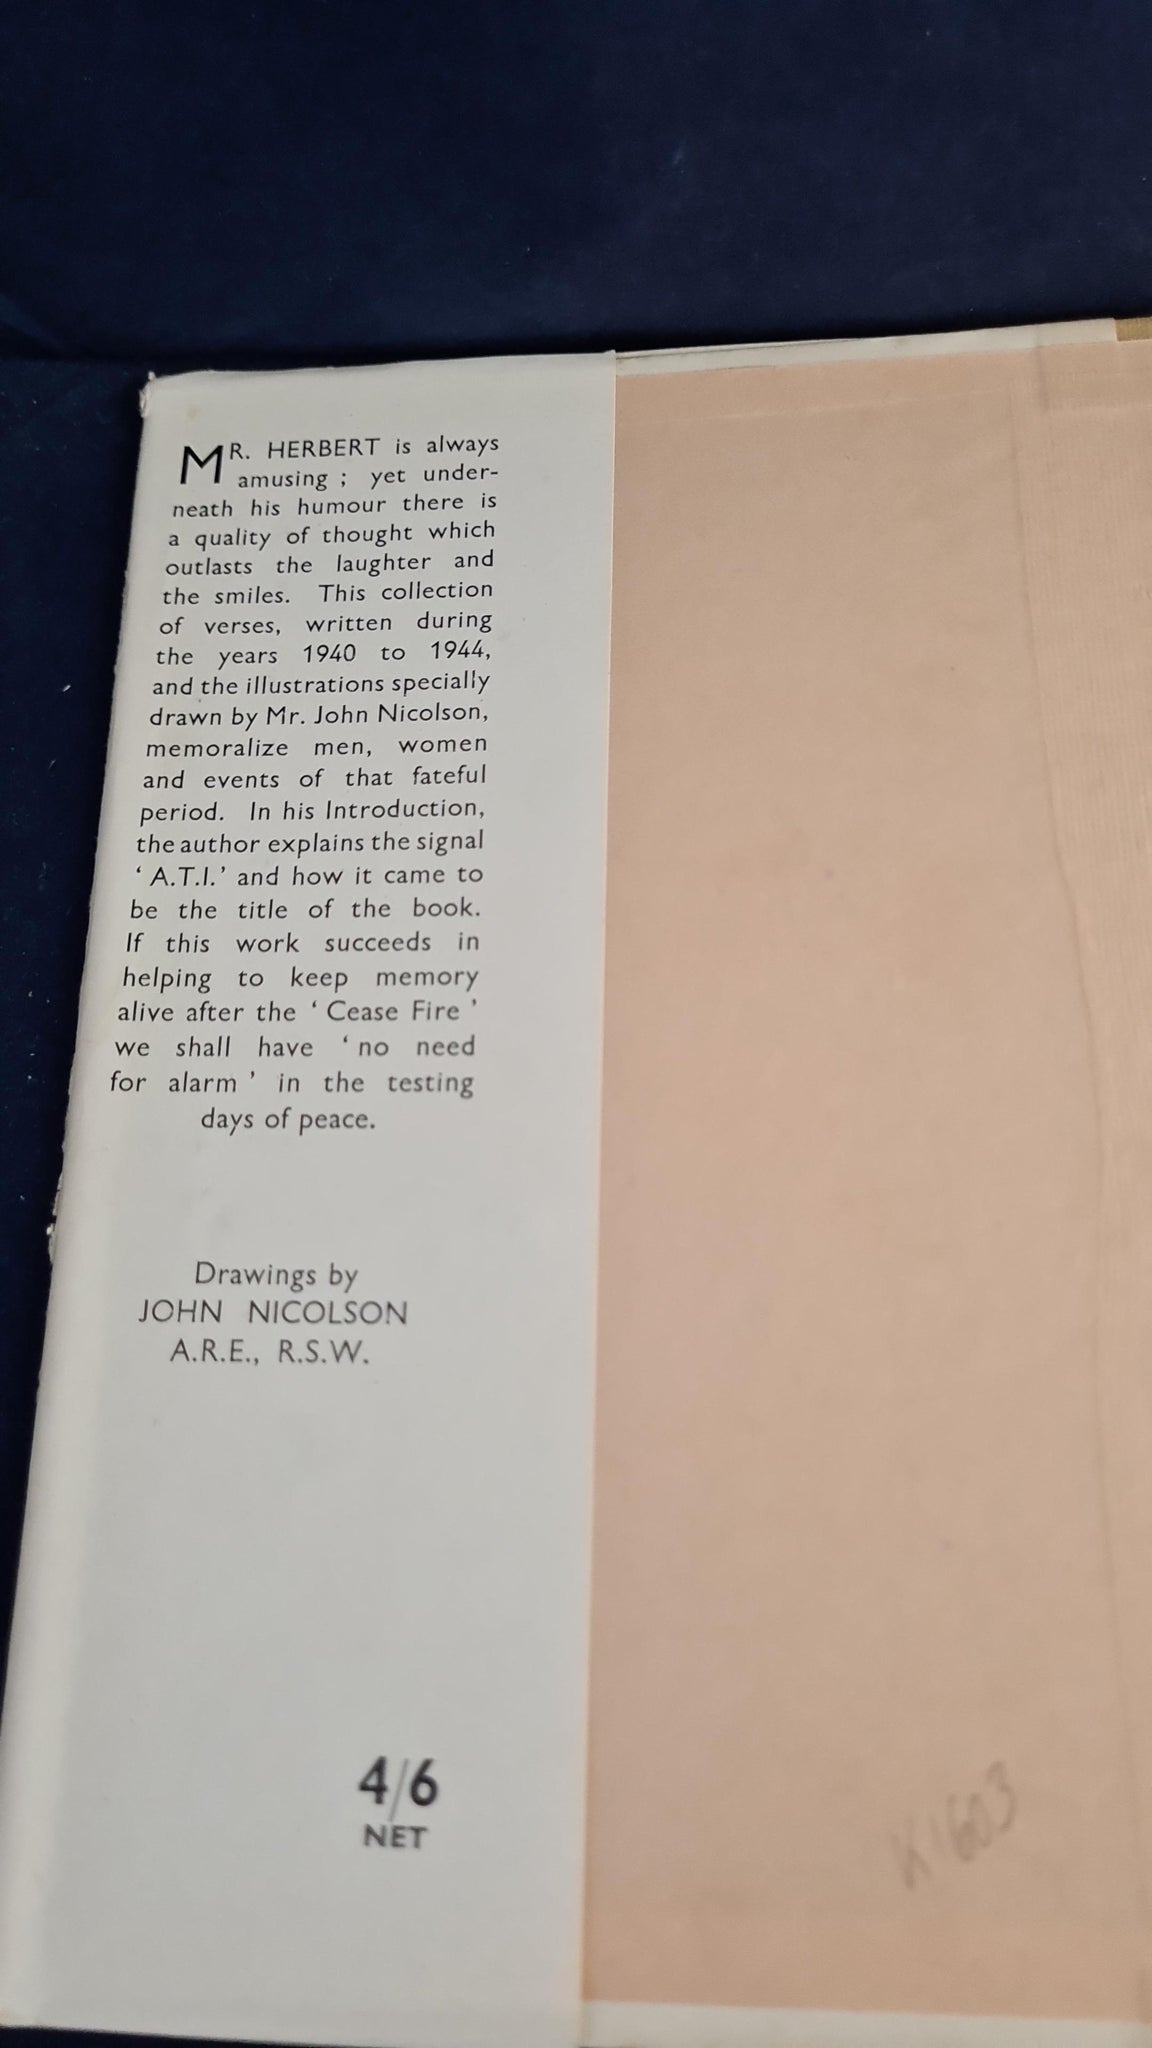 MR. HERBERT is always
amusing ; yet under-
neath his humour there is
a quality of thought which
outlasts the laughter and
the smiles. This collection
of verses, written during
the years 1940 to 1944,
and the illustrations specially
drawn by Mr. John Nicolson,
memoralize men, women
and events of that fateful
period. In his Introduction,
the author explains the signal
‘ A.T.I.’ and how it came to
be the title of the book.
If this work succeeds in
helping to keep memory
alive after the ‘ Cease Fire ’
we shall have ‘ no need
for alarm ’ in the testing
days of peace.
Drawings by
JOHN NICOLSON
A.R.E., R.S.W.
4/6
NET
K1603